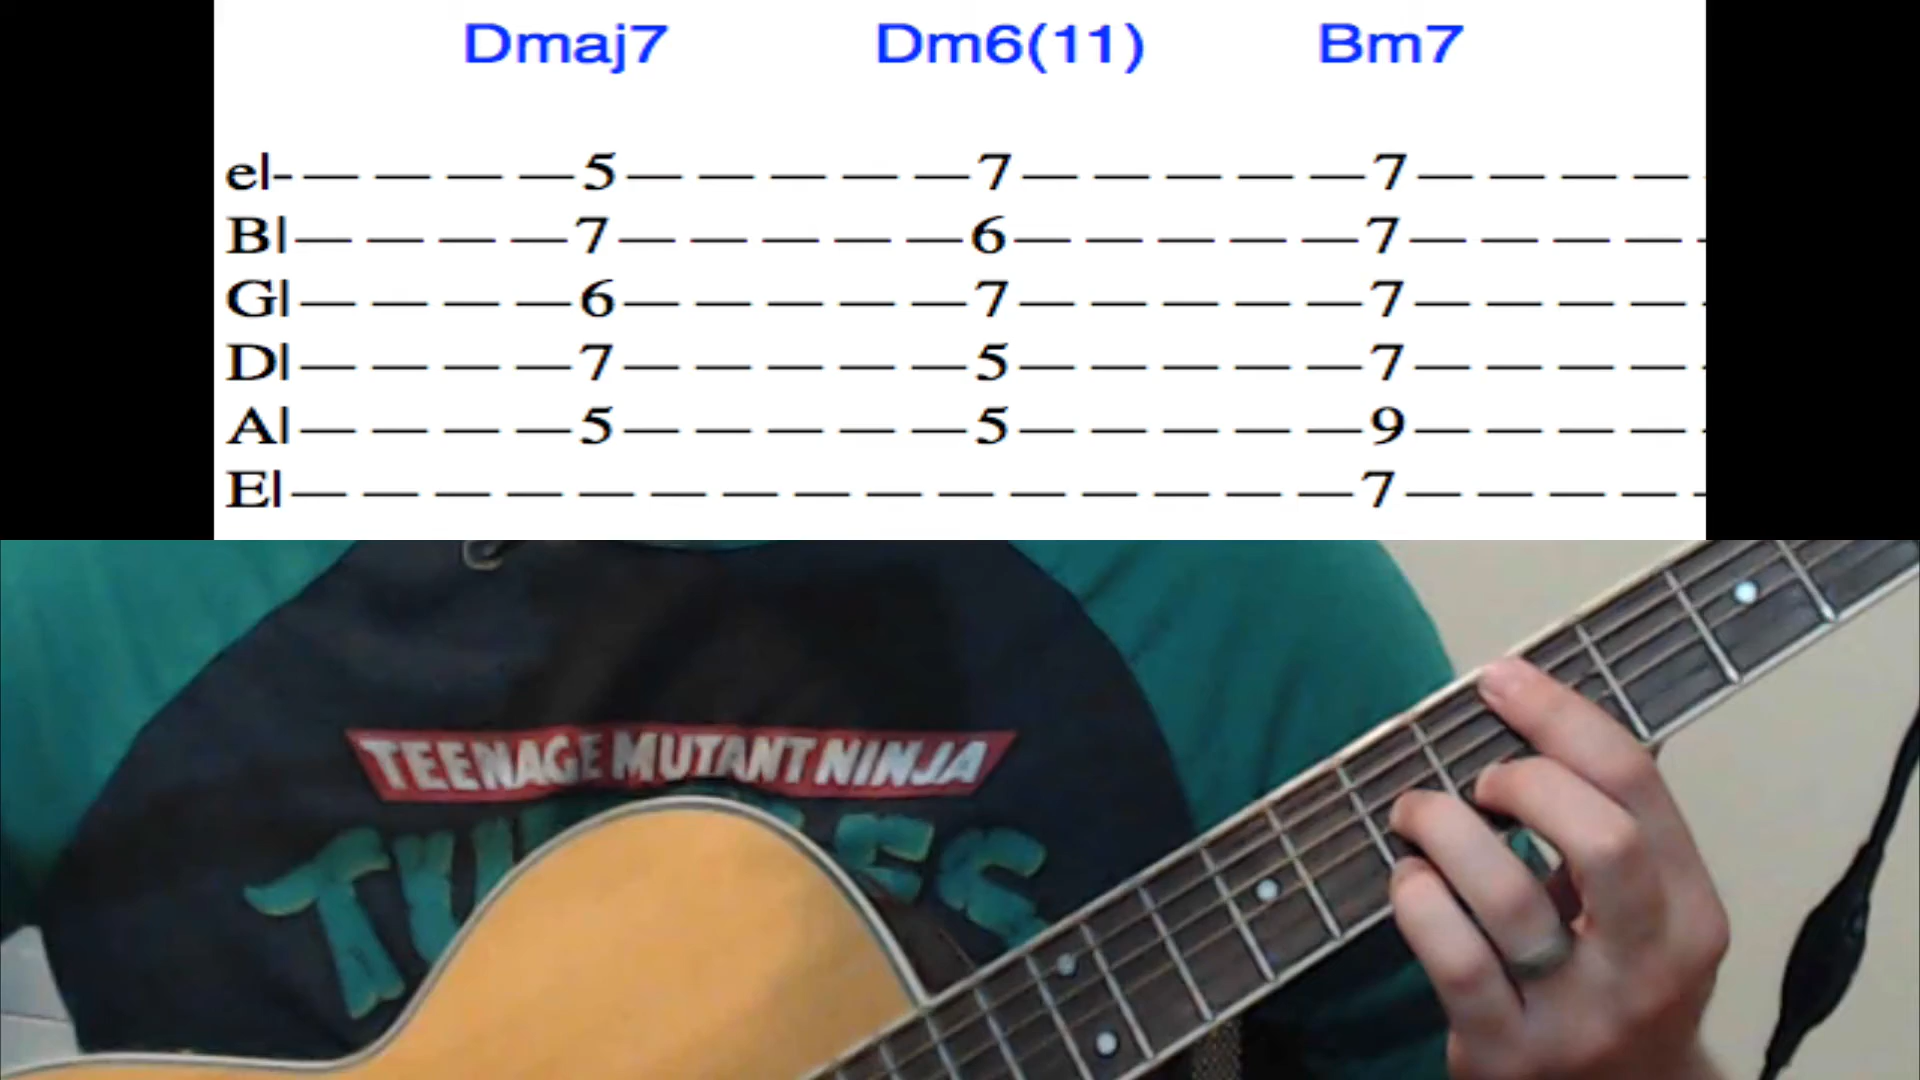 Dmaj7 Dm6(11) Bm7
e|-— — — —5— — — — —7— — — — —7— — — —
B|— — — —7— — — — —6— — — — —7— — — — -
G|— — — —6— — — — —7— — — — —7— — — —
D|— — — —7— — — — —5— — — — —7— — — —
A|— — — —5— — — — —5— — — — —9— — — —
E|— — — — — — — — — — — — — — —7— — — — -
TEENAGE MUTANT NINJA